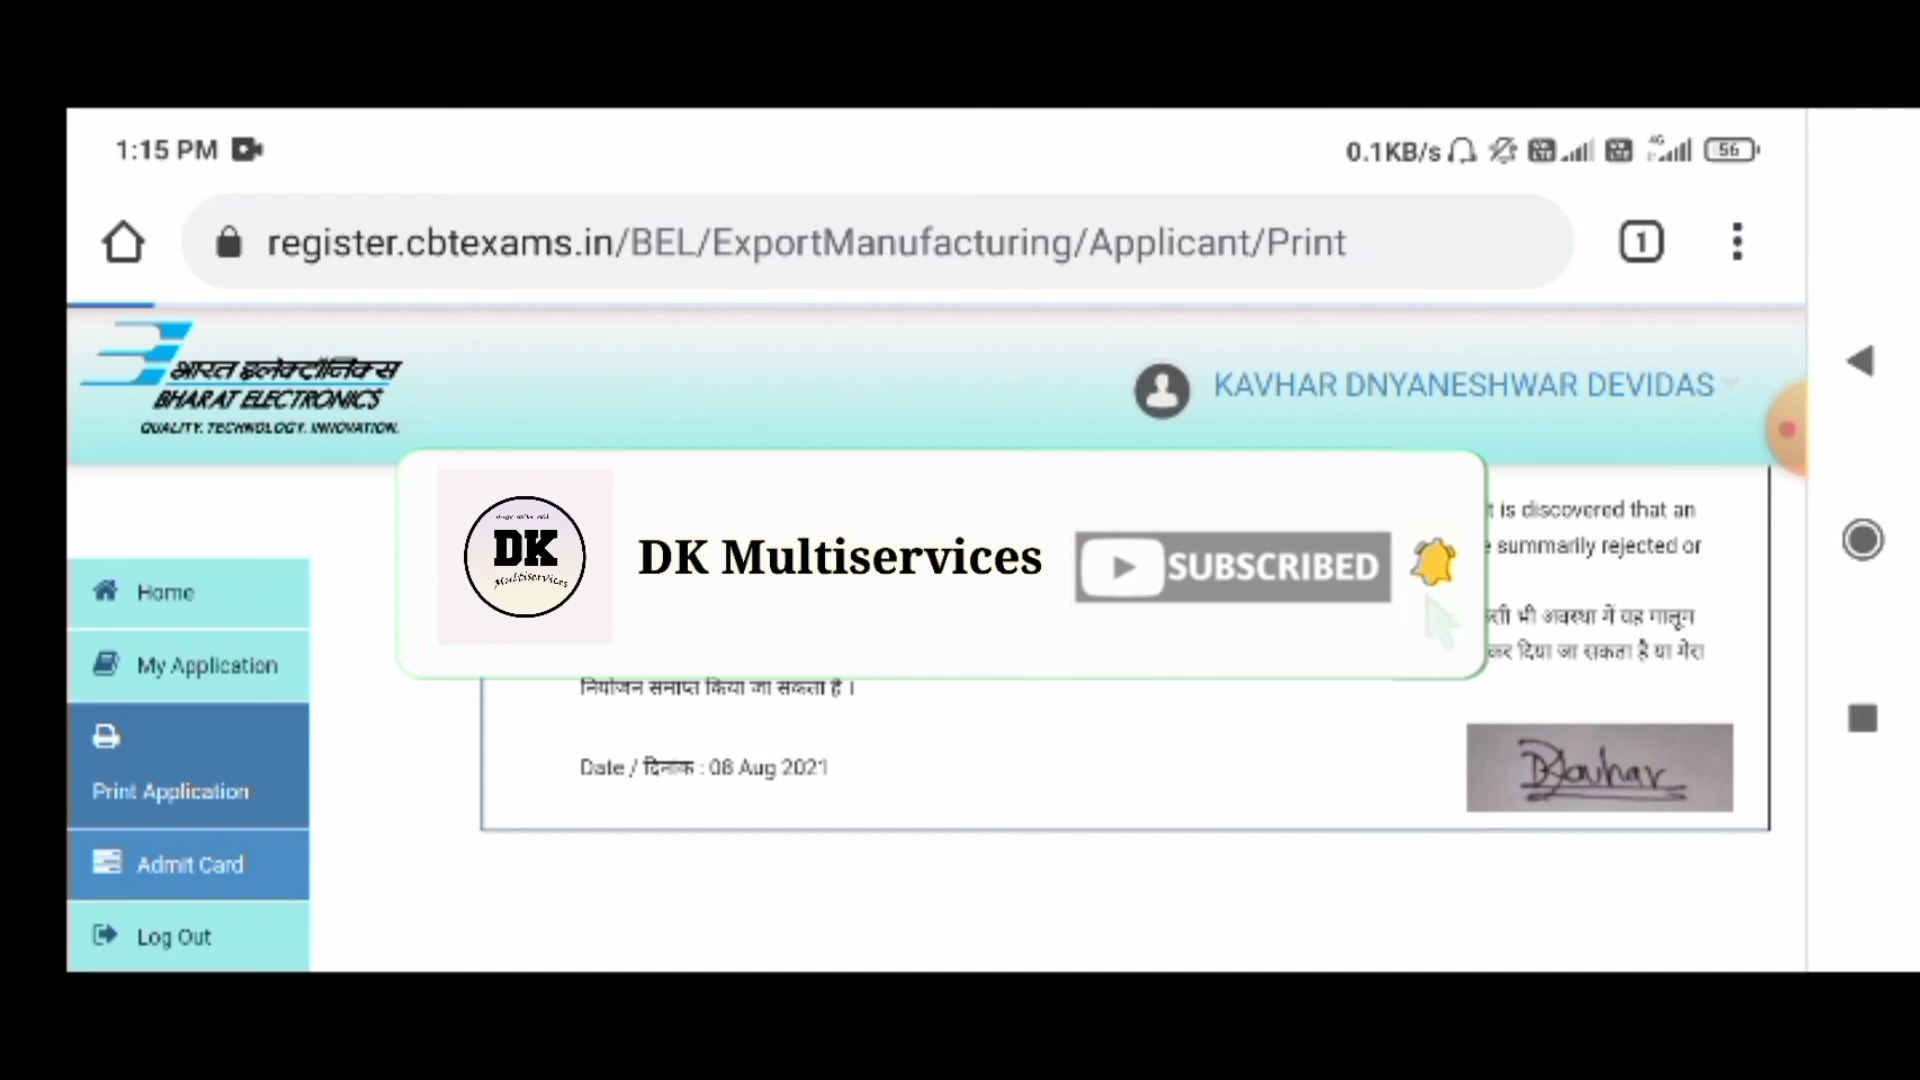 1:15 PM
0.1KB/s
4G
56
register.cbtexams.in/BEL/ExportManufacturing/Applicant/Print
1
भारत इलेक्ट्रॉनिक्स
BHARAT ELECTRONICS
QUALITY. TECHNOLOGY. INNOVATION.
KAVHAR DNYANESHWAR DEVIDAS
t is discovered that an
summarily rejected or
भी अवस्था में यह मालूम
कर दिया जा सकता है या मेरा
नियोजन समाप्त किया जा सकता है ।
DK
Multiservices
DK Multiservices
SUBSCRIBED
Home
My Application
Print Application
Admit Card
Log Out
Date / दिनांक : 08 Aug 2021
DKavhar